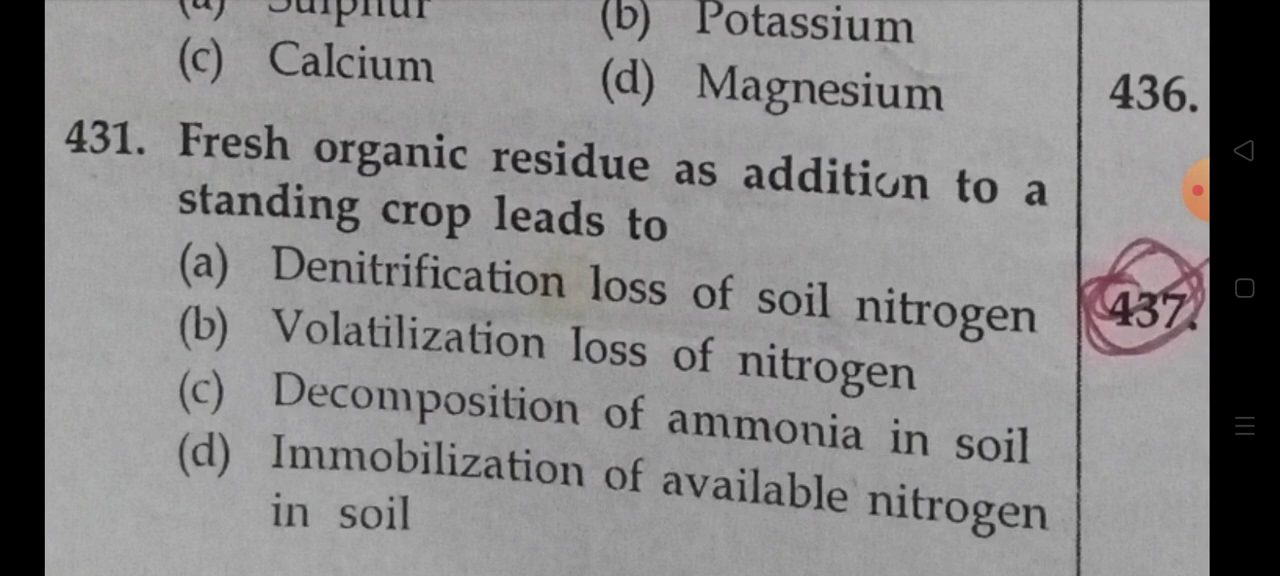 (b) Potassium
(c) Calcium (d) Magnesium
431. Fresh organic residue as addition to a
standing crop leads to
(a) Denitrification loss of soil nitrogen
(b) Volatilization loss of nitrogen
(c) Decomposition of ammonia in soil
(d) Immobilization of available nitrogen
in soil
436.
437.